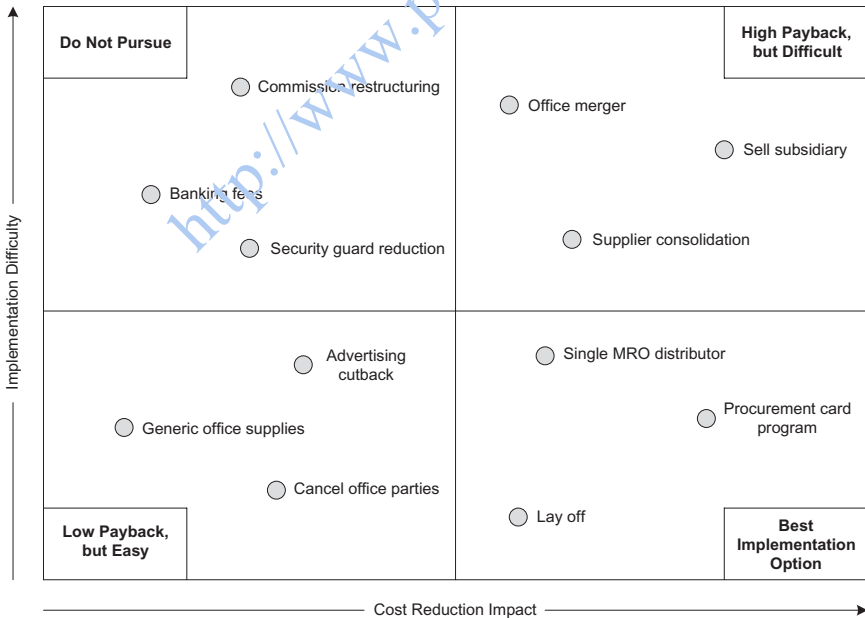 Do Not Pursue
High Payback,
but Difficult
Commission restructuring
Office merger
Sell subsidiary
Banking fees
Security guard reduction
Supplier consolidation
Implementation Difficulty
Advertising
cutback
Single MRO distributor
Generic office supplies
Procurement card
program
Cancel office parties
Lay off
Low Payback,
but Easy
Best
Implementation
Option
Cost Reduction Impact
http://www.p